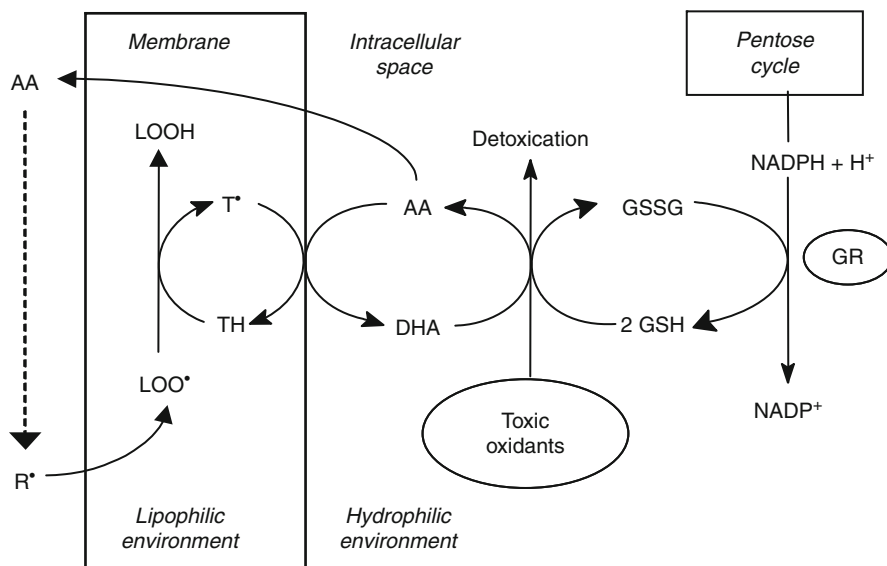 Membrane
Intracellular
space
Pentose
cycle
AA
LOOH
Detoxication
NADPH + H⁺
T•
AA
GSSG
GR
TH
DHA
2 GSH
LOO•
Toxic
oxidants
NADP⁺
R•
Lipophilic
environment
Hydrophilic
environment